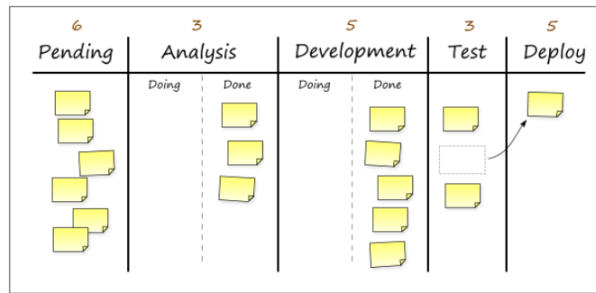 6 3 5 3 5
Pending Analysis Development Test Deploy
Doing Done Doing Done